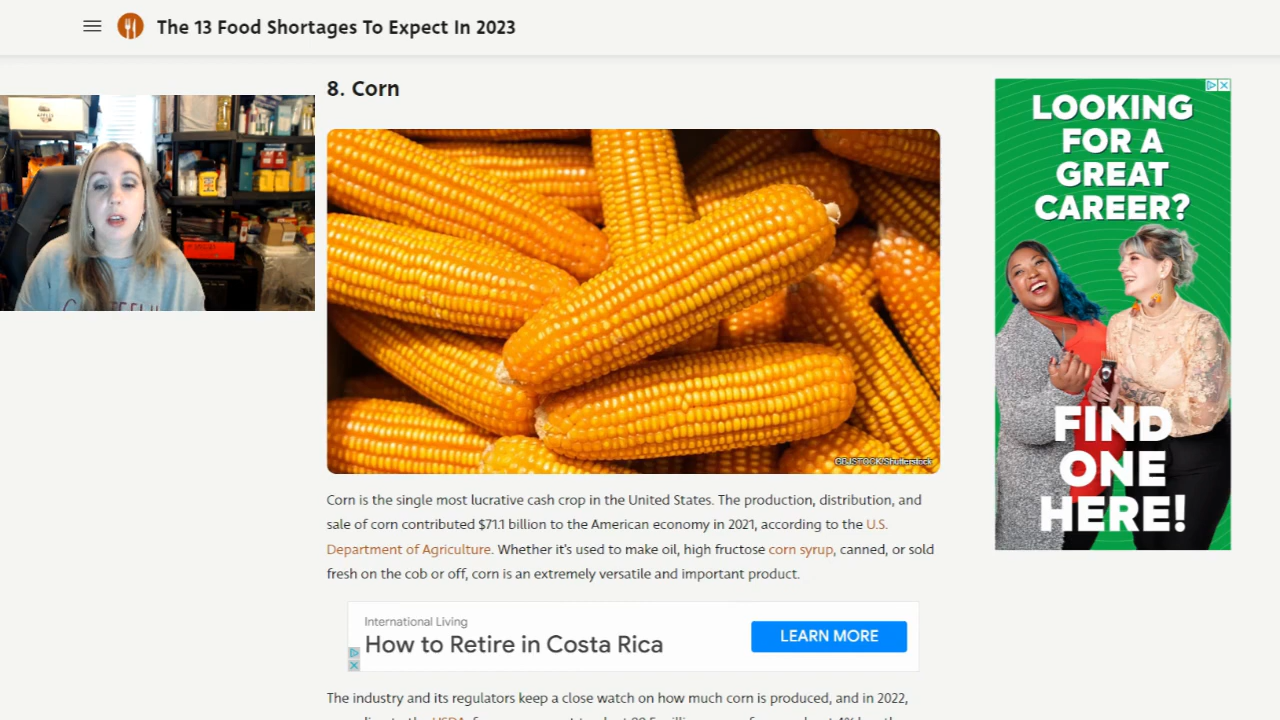 The 13 Food Shortages To Expect In 2023
8. Corn
LOOKING
FOR A
GREAT
CAREER?
FIND
ONE
HERE!
GBJSTOCK/Shutterstock
Corn is the single most lucrative cash crop in the United States. The production, distribution, and
sale of corn contributed $71.1 billion to the American economy in 2021, according to the U.S.
Department of Agriculture. Whether it's used to make oil, high fructose corn syrup, canned, or sold
fresh on the cob or off, corn is an extremely versatile and important product.
International Living
How to Retire in Costa Rica
LEARN MORE
The industry and its regulators keep a close watch on how much corn is produced, and in 2022,